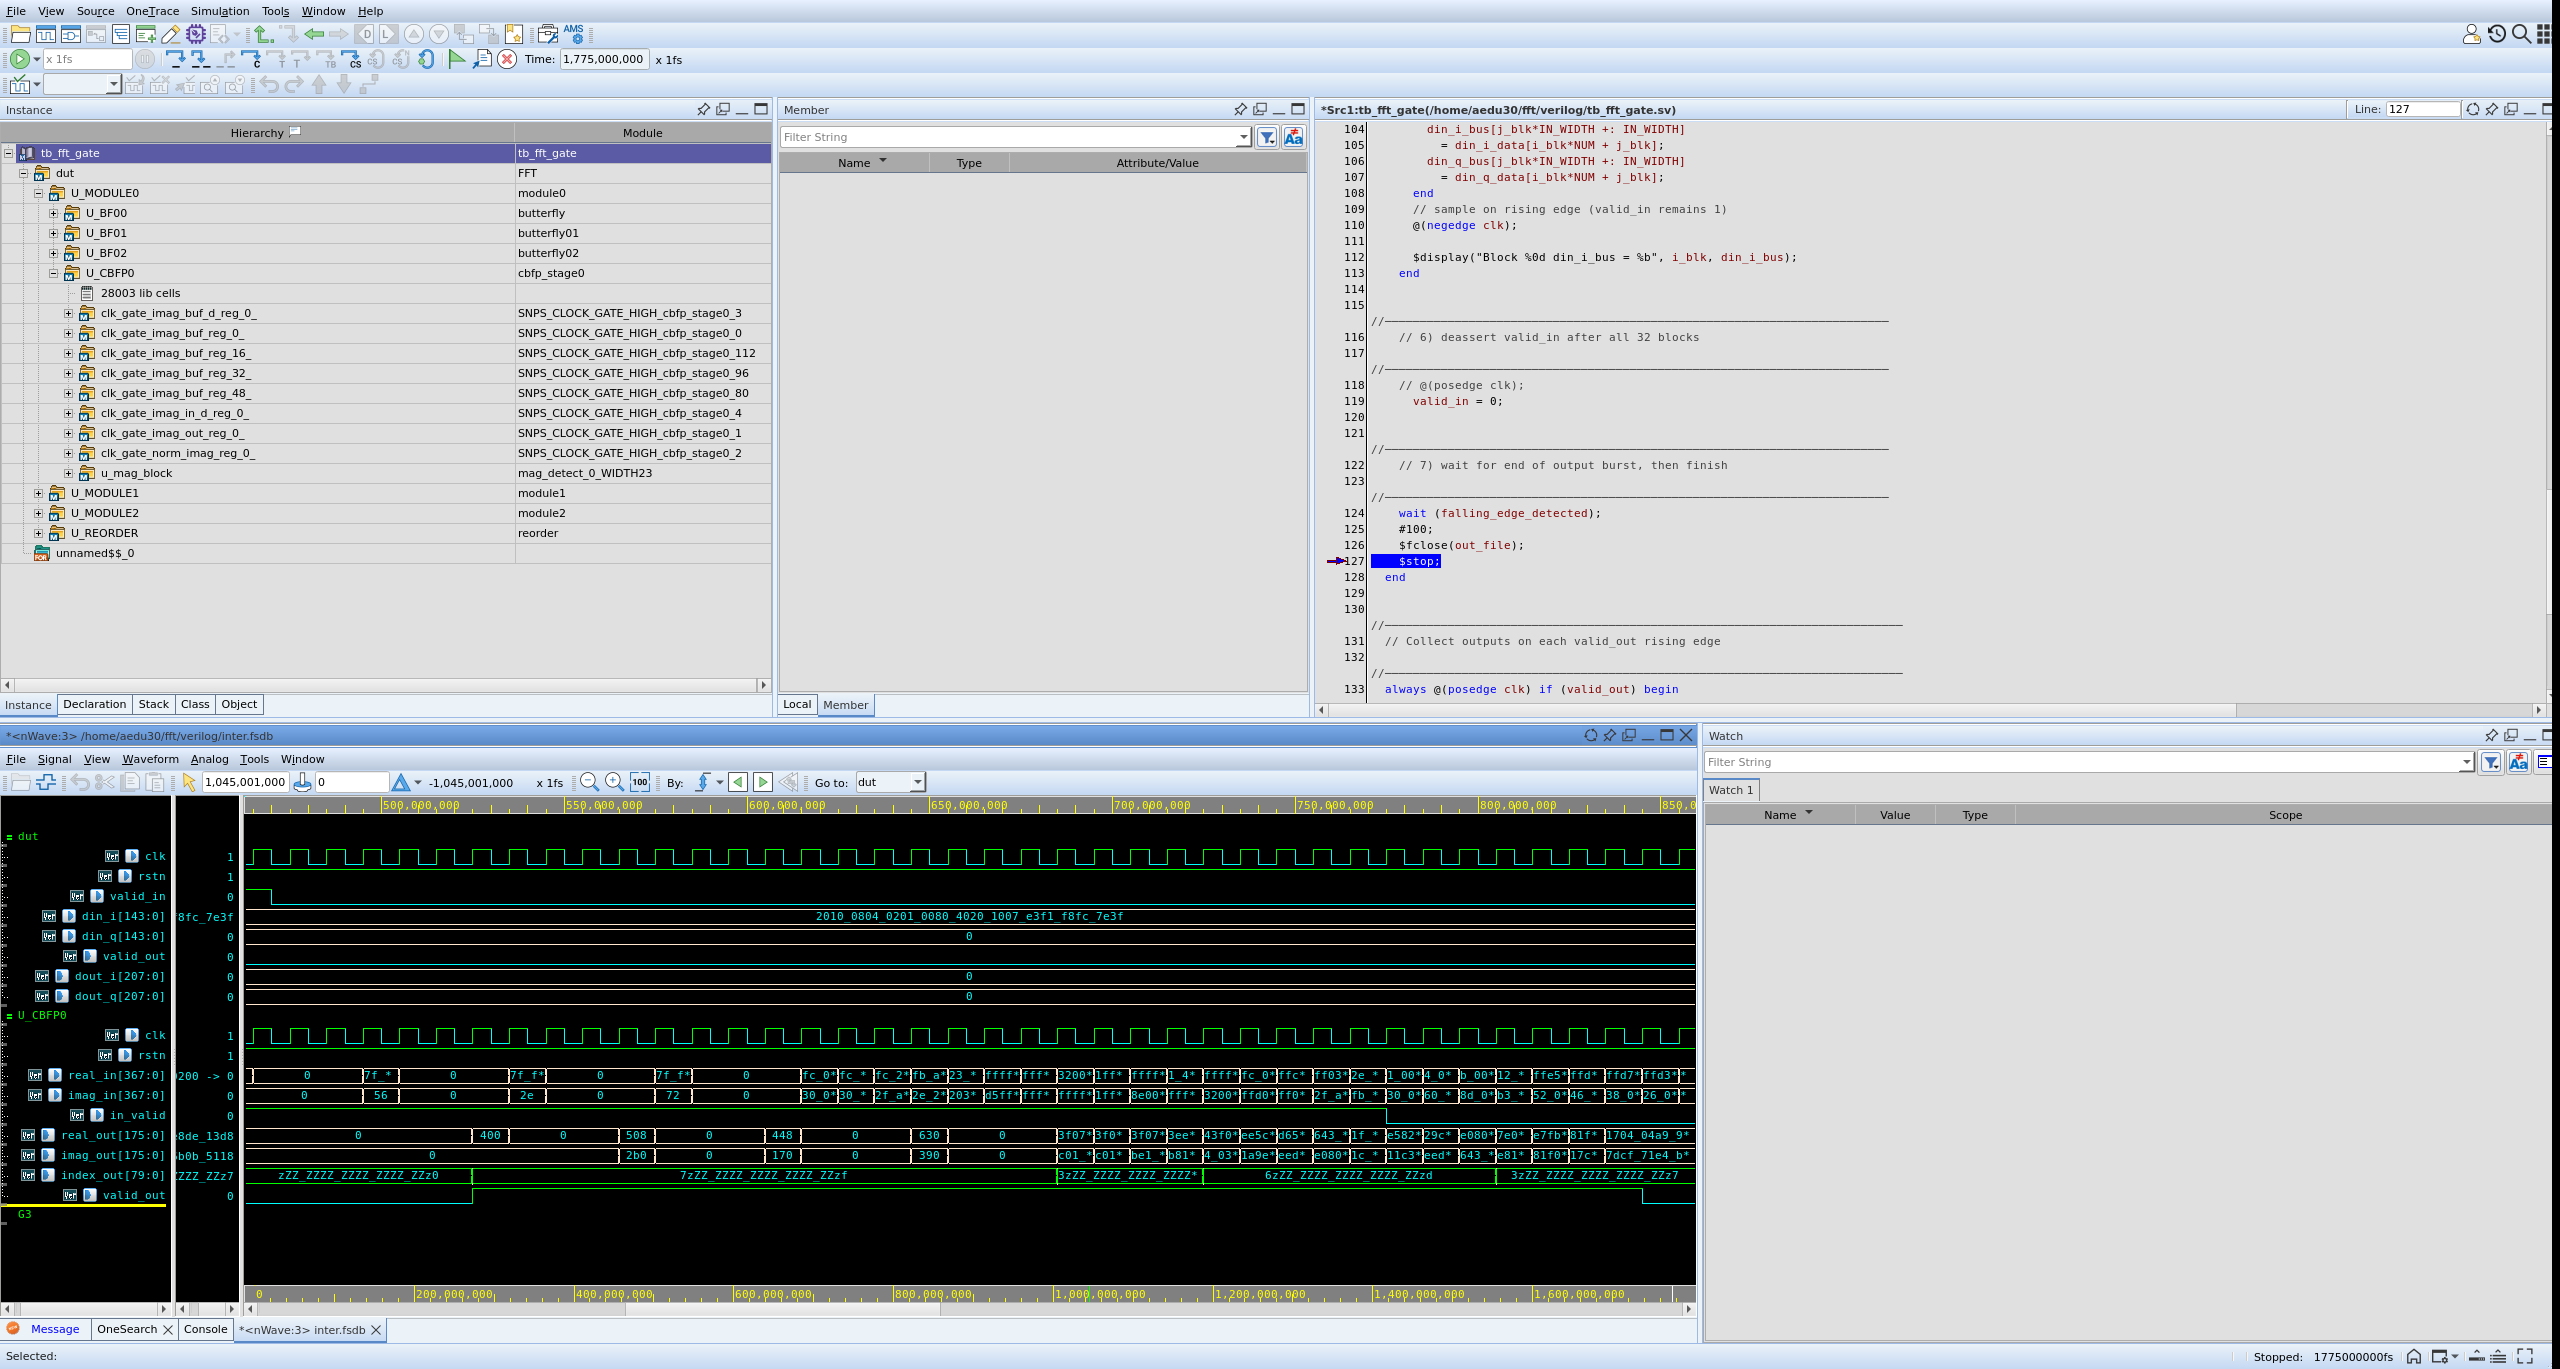 File View Source OneTrace Simulation Tools Window Help
x 1fs Time: 1,775,000,000 x 1fs
Instance
Hierarchy Module
tb_fft_gate tb_fft_gate
dut FFT
U_MODULE0 module0
U_BF00 butterfly
U_BF01 butterfly01
U_BF02 butterfly02
U_CBFP0 cbfp_stage0
28003 lib cells
clk_gate_imag_buf_d_reg_0_ SNPS_CLOCK_GATE_HIGH_cbfp_stage0_3
clk_gate_imag_buf_reg_0_ SNPS_CLOCK_GATE_HIGH_cbfp_stage0_0
clk_gate_imag_buf_reg_16_ SNPS_CLOCK_GATE_HIGH_cbfp_stage0_112
clk_gate_imag_buf_reg_32_ SNPS_CLOCK_GATE_HIGH_cbfp_stage0_96
clk_gate_imag_buf_reg_48_ SNPS_CLOCK_GATE_HIGH_cbfp_stage0_80
clk_gate_imag_in_d_reg_0_ SNPS_CLOCK_GATE_HIGH_cbfp_stage0_4
clk_gate_imag_out_reg_0_ SNPS_CLOCK_GATE_HIGH_cbfp_stage0_1
clk_gate_norm_imag_reg_0_ SNPS_CLOCK_GATE_HIGH_cbfp_stage0_2
u_mag_block mag_detect_0_WIDTH23
U_MODULE1 module1
U_MODULE2 module2
U_REORDER reorder
unnamed$$_0
Instance Declaration Stack Class Object
Member
Filter String
Name Type Attribute/Value
Local Member
*Src1:tb_fft_gate(/home/aedu30/fft/verilog/tb_fft_gate.sv) Line: 127
104 din_i_bus[j_blk*IN_WIDTH +: IN_WIDTH]
105 = din_i_data[i_blk*NUM + j_blk];
106 din_q_bus[j_blk*IN_WIDTH +: IN_WIDTH]
107 = din_q_data[i_blk*NUM + j_blk];
108 end
109 // sample on rising edge (valid_in remains 1)
110 @(negedge clk);
111
112 $display("Block %0d din_i_bus = %b", i_blk, din_i_bus);
113 end
114
115
//
116 // 6) deassert valid_in after all 32 blocks
117
//
118 // @(posedge clk);
119 valid_in = 0;
120
121
//
122 // 7) wait for end of output burst, then finish
123
//
124 wait (falling_edge_detected);
125 #100;
126 $fclose(out_file);
127 $stop;
128 end
129
130
//
131 // Collect outputs on each valid_out rising edge
132
//
133 always @(posedge clk) if (valid_out) begin
*<nWave:3> /home/aedu30/fft/verilog/inter.fsdb
File Signal View Waveform Analog Tools Window
1,045,001,000 0 -1,045,001,000 x 1fs 100 By: Go to: dut
500,000,000 550,000,000 600,000,000 650,000,000 700,000,000 750,000,000 800,000,000 850,0
dut
clk 1
rstn 1
valid_in 0
din_i[143:0] f8fc_7e3f 2010_0804_0201_0080_4020_1007_e3f1_f8fc_7e3f
din_q[143:0] 0 0
valid_out 0
dout_i[207:0] 0 0
dout_q[207:0] 0 0
U_CBFP0
clk 1
rstn 1
real_in[367:0] 0200 -> 0 0 7f_* 0 7f_f* 0 7f_f* 0 fc_0* fc_* fc_2* fb_a* 23_* ffff* fff* 3200* 1ff* ffff* 1_4* ffff* fc_0* ffc* ff03* 2e_* 1_00* 4_0* b_00* 12_* ffe5* ffd* ffd7* ffd3* *
imag_in[367:0] 0 0 56 0 2e 0 72 0 30_0* 30_* 2f_a* 2e_2* 203* d5ff* fff* ffff* 1ff* 8e00* fff* 3200* ffd0* ff0* 2f_a* fb_* 30_0* 60_* 8d_0* b3_* 52_0* 46_* 38_0* 26_0* *
in_valid 0
real_out[175:0] e8de_13d8 0 400 0 508 0 448 0 630 0 3f07* 3f0* 3f07* 3ee* 43f0* ee5c* d65* 643_* 1f_* e582* 29c* e080* 7e0* e7fb* 81f* 1704_04a9_9*
imag_out[175:0] 6b0b_5118 0 2b0 0 170 0 390 0 c01_* c01* be1_* b81* 4_03* 1a9e* eed* e080* 1c_* 11c3* eed* 643_* e81* 81f0* 17c* 7dcf_71e4_b*
index_out[79:0] ZZZZ_ZZz7 zZZ_ZZZZ_ZZZZ_ZZZZ_ZZz0 7zZZ_ZZZZ_ZZZZ_ZZZZ_ZZzf 3zZZ_ZZZZ_ZZZZ_ZZZZ* 6zZZ_ZZZZ_ZZZZ_ZZZZ_ZZzd 3zZZ_ZZZZ_ZZZZ_ZZZZ_ZZz7
valid_out 0
G3
0 200,000,000 400,000,000 600,000,000 800,000,000 1,000,000,000 1,200,000,000 1,400,000,000 1,600,000,000
Watch
Filter String
Watch 1
Name Value Type Scope
Message OneSearch Console *<nWave:3> inter.fsdb
Selected: Stopped: 1775000000fs